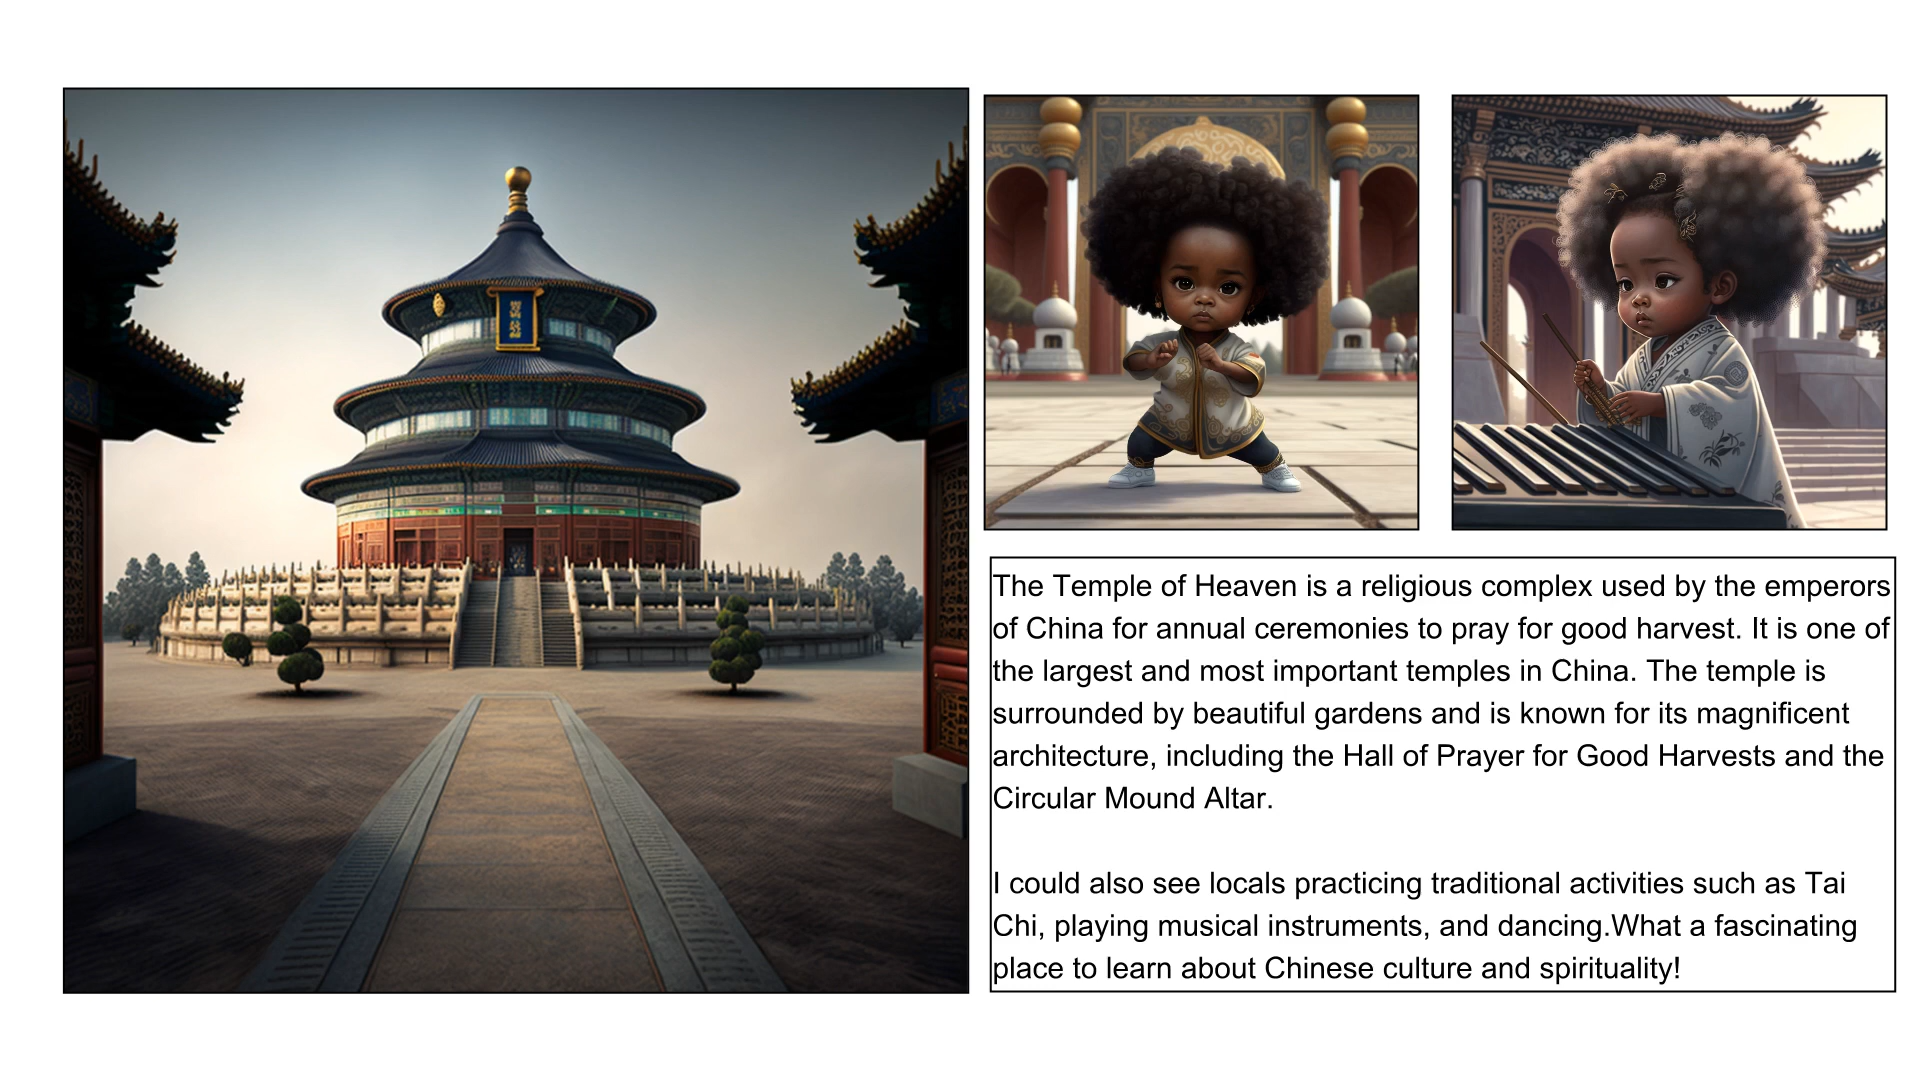 The Temple of Heaven is a religious complex used by the emperors
of China for annual ceremonies to pray for good harvest. It is one of
the largest and most important temples in China. The temple is
surrounded by beautiful gardens and is known for its magnificent
architecture, including the Hall of Prayer for Good Harvests and the
Circular Mound Altar.
I could also see locals practicing traditional activities such as Tai
Chi, playing musical instruments, and dancing.What a fascinating
place to learn about Chinese culture and spirituality!